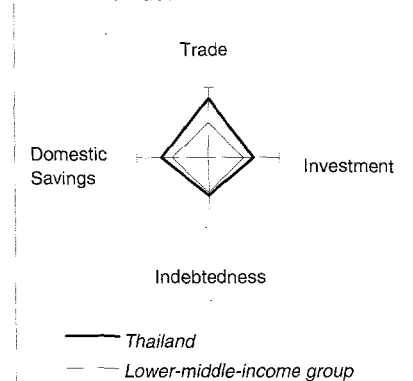 Trade
Domestic
Savings
Investment
Indebtedness
Thailand
Lower-middle-income group